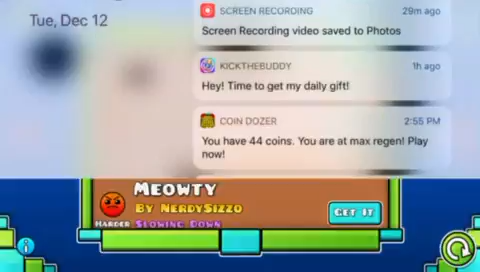 Tue, Dec 12
SCREEN RECORDING 29m ago
Screen Recording video saved to Photos
KICKTHEBUDDY 1h ago
Hey! Time to get my daily gift!
COIN DOZER 2:55 PM
You have 44 coins. You are at max regen! Play
now!
MEOWTY
BY NERDYSIZZO
GET IT
HARDER SLOWING DOWN
i